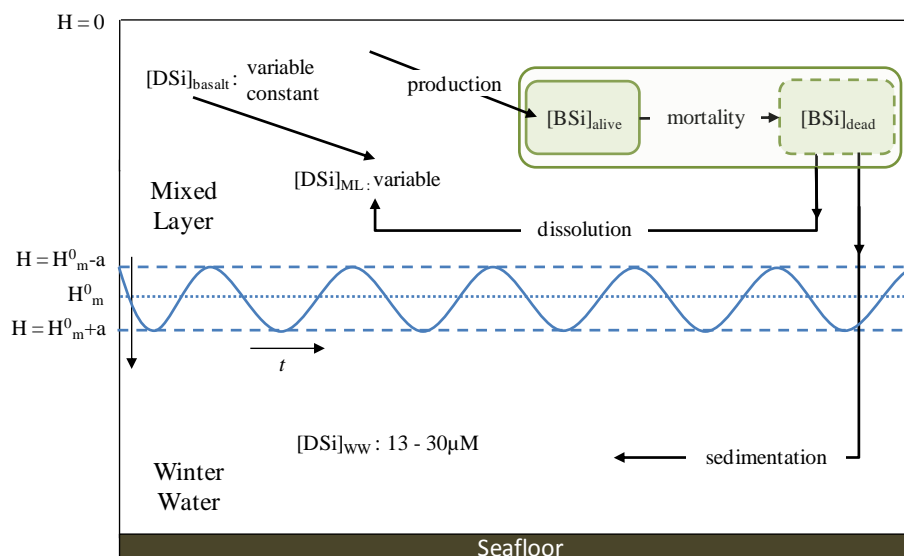 H = 0
[DSi]basalt : variable
constant
production
[BSi]alive
mortality
[BSi]dead
[DSi]ML : variable
Mixed
Layer
dissolution
H = H⁰m-a
H⁰m
H = H⁰m+a
t
[DSi]WW : 13 - 30µM
sedimentation
Winter
Water
Seafloor